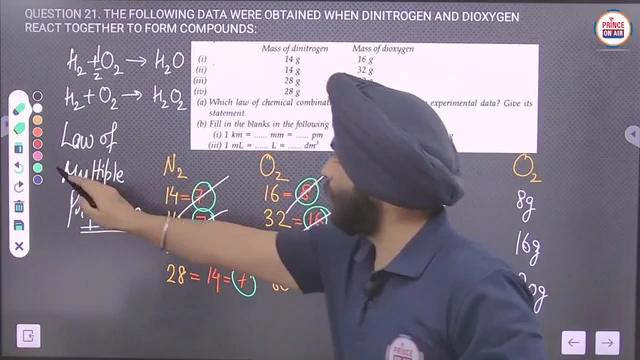 QUESTION 21. THE FOLLOWING DATA WERE OBTAINED WHEN DINITROGEN AND DIOXYGEN
REACT TOGETHER TO FORM COMPOUNDS:
PRINCE
ON AIR
H₂ + ½O₂ → H₂O
H₂ + O₂ → H₂O₂
Law of
Multiple
Mass of dinitrogen Mass of dioxygen
(i) 14 g 16 g
(ii) 14 g 32 g
(iii) 28 g
(iv) 28 g
(a) Which law of chemical combinat experimental data? Give its
statement.
(b) Fill in the blanks in the following
(i) 1 km = ...... mm = ...... pm
(iii) 1 mL = ...... L = ...... dm³
N₂ O₂ O₂
14 = 7 16 = 8 8g
32 = 16 16g
28 = 14 = 7
PRINCE
ON AIR